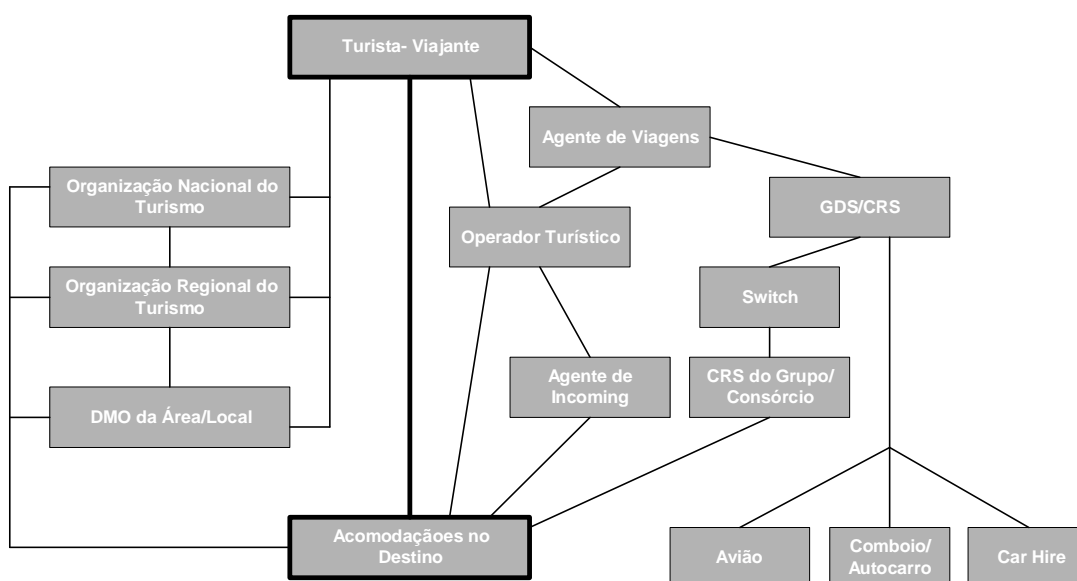 Turista- Viajante
Agente de Viagens
Organização Nacional do
Turismo
GDS/CRS
Operador Turístico
Organização Regional do
Turismo
Switch
Agente de
Incoming
CRS do Grupo/
Consórcio
DMO da Área/Local
Acomodaçãoes no
Destino
Avião
Comboio/
Autocarro
Car Hire